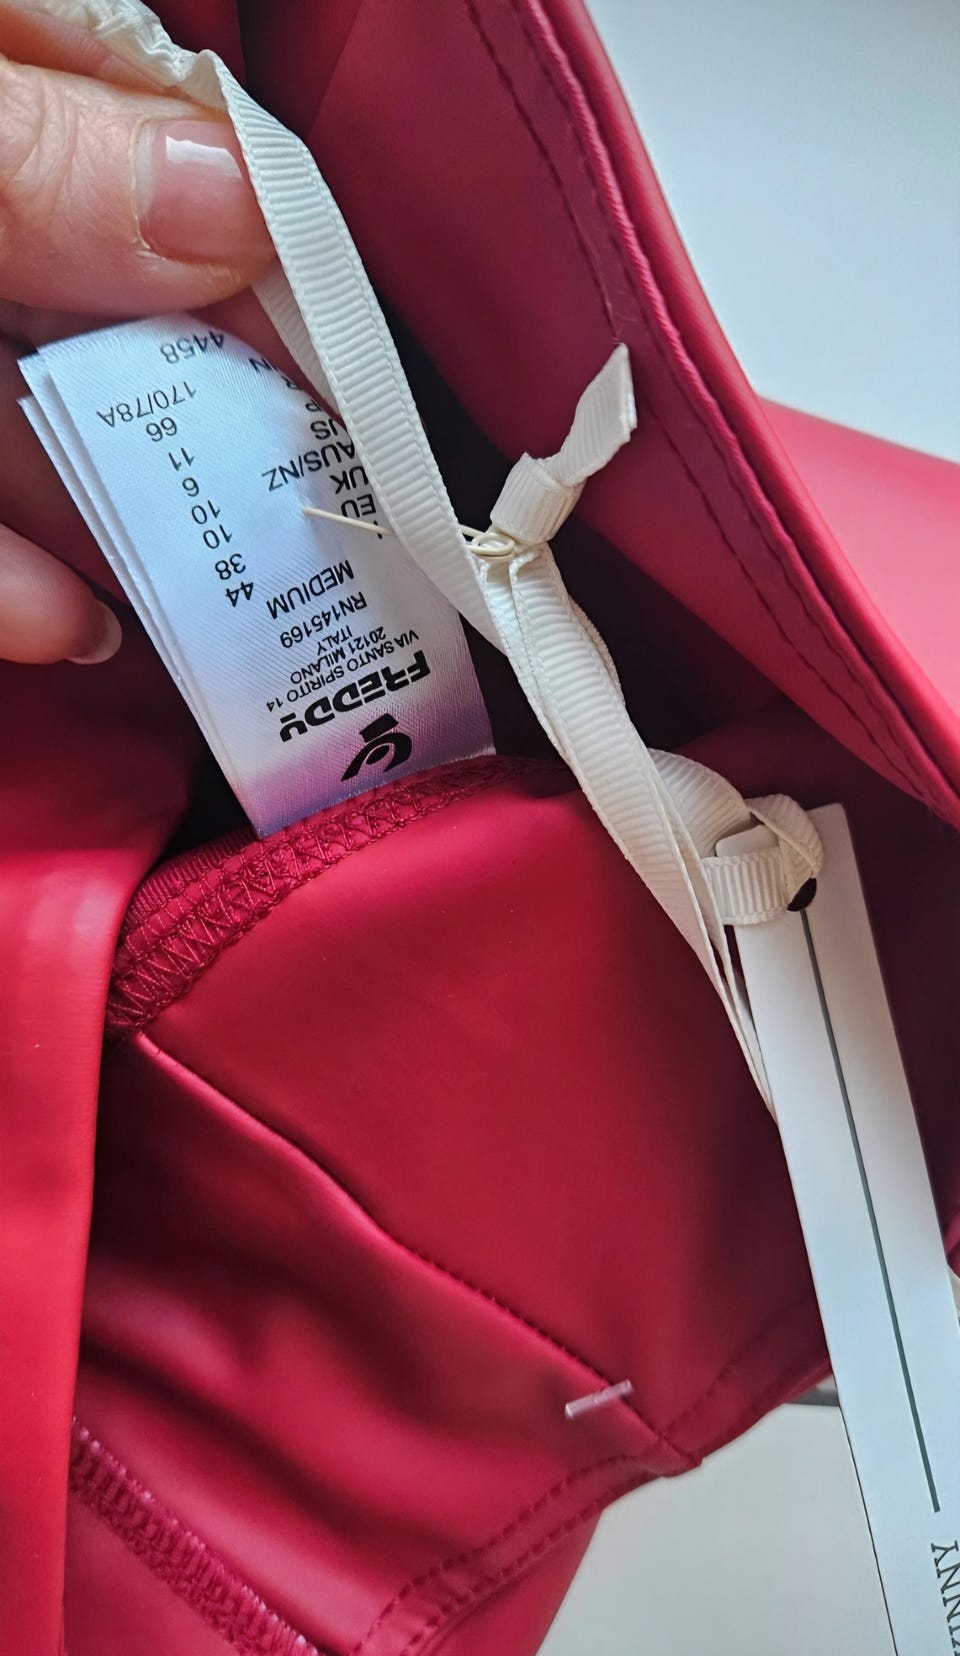 FREDDY
VIA SANTO SPIRITO 14
20121 MILANO
ITALY
RN145169
MEDIUM
44
EU 38
UK 10
AUS/NZ 10
US 6
11
66
170/78A
4458